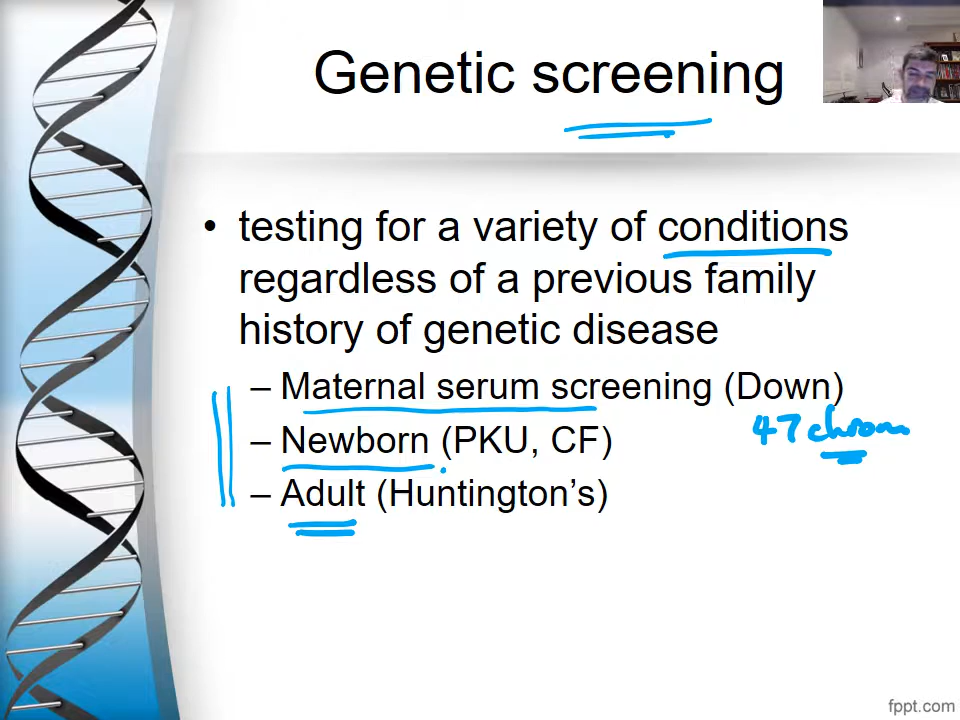 Genetic screening
• testing for a variety of conditions
regardless of a previous family
history of genetic disease
– Maternal serum screening (Down)
47 chrom
– Newborn (PKU, CF)
– Adult (Huntington’s)
fppt.com